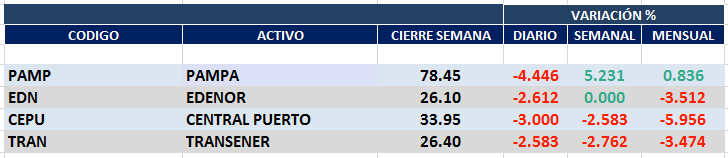 VARIACIÓN %
CODIGO ACTIVO CIERRE SEMANA DIARIO SEMANAL MENSUAL
PAMP PAMPA 78.45 -4.446 5.231 0.836
EDN EDENOR 26.10 -2.612 0.000 -3.512
CEPU CENTRAL PUERTO 33.95 -3.000 -2.583 -5.956
TRAN TRANSENER 26.40 -2.583 -2.762 -3.474